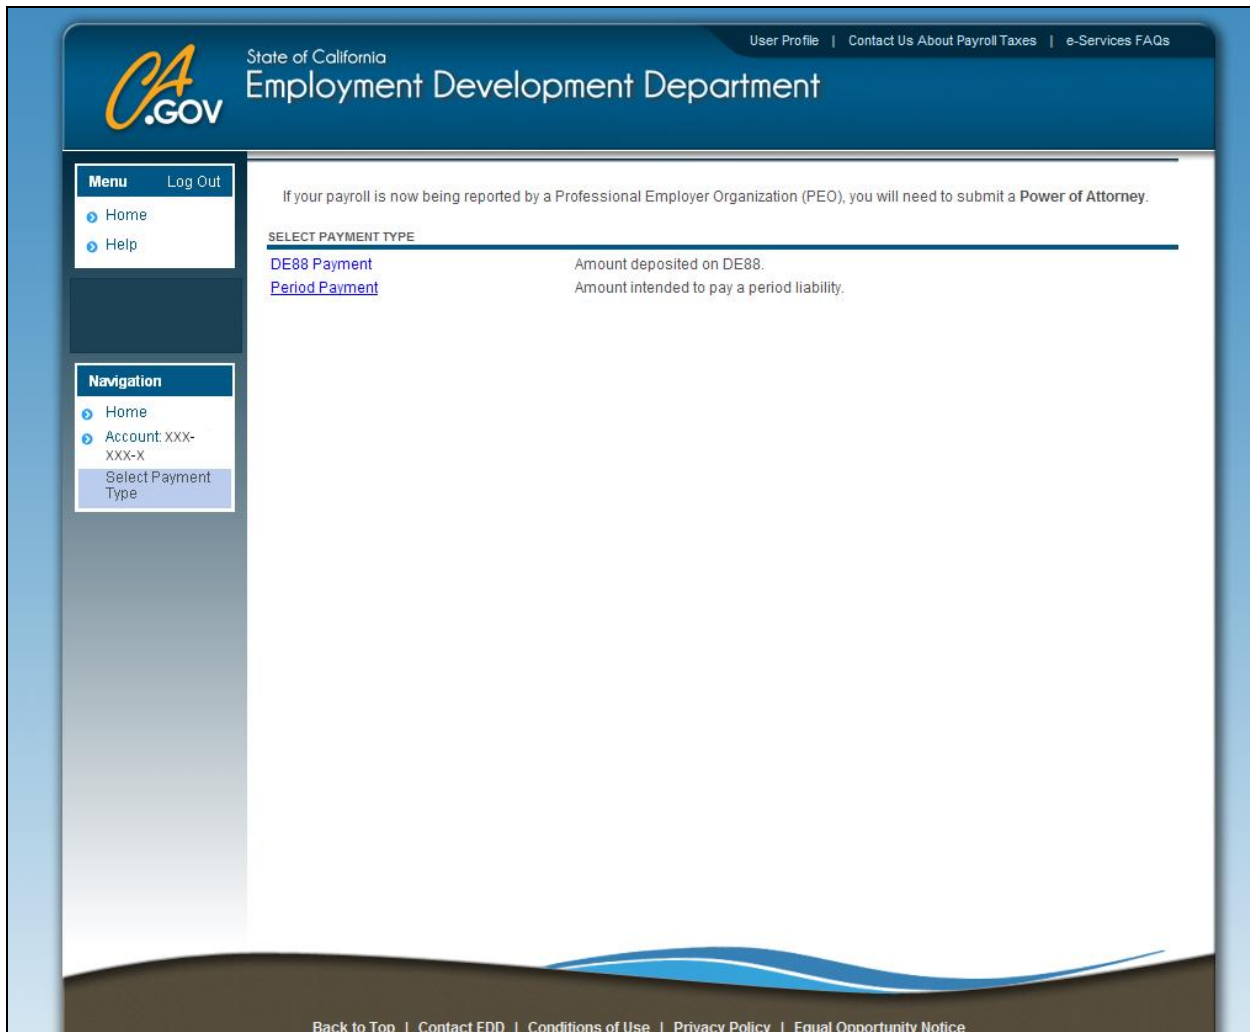 User Profile | Contact Us About Payroll Taxes | e-Services FAQs
CA.GOV
State of California
Employment Development Department
Menu Log Out
Home
Help
If your payroll is now being reported by a Professional Employer Organization (PEO), you will need to submit a Power of Attorney.
SELECT PAYMENT TYPE
DE88 Payment Amount deposited on DE88.
Period Payment Amount intended to pay a period liability.
Navigation
Home
Account: XXX-
XXX-X
Select Payment
Type
Back to Top | Contact EDD | Conditions of Use | Privacy Policy | Equal Opportunity Notice